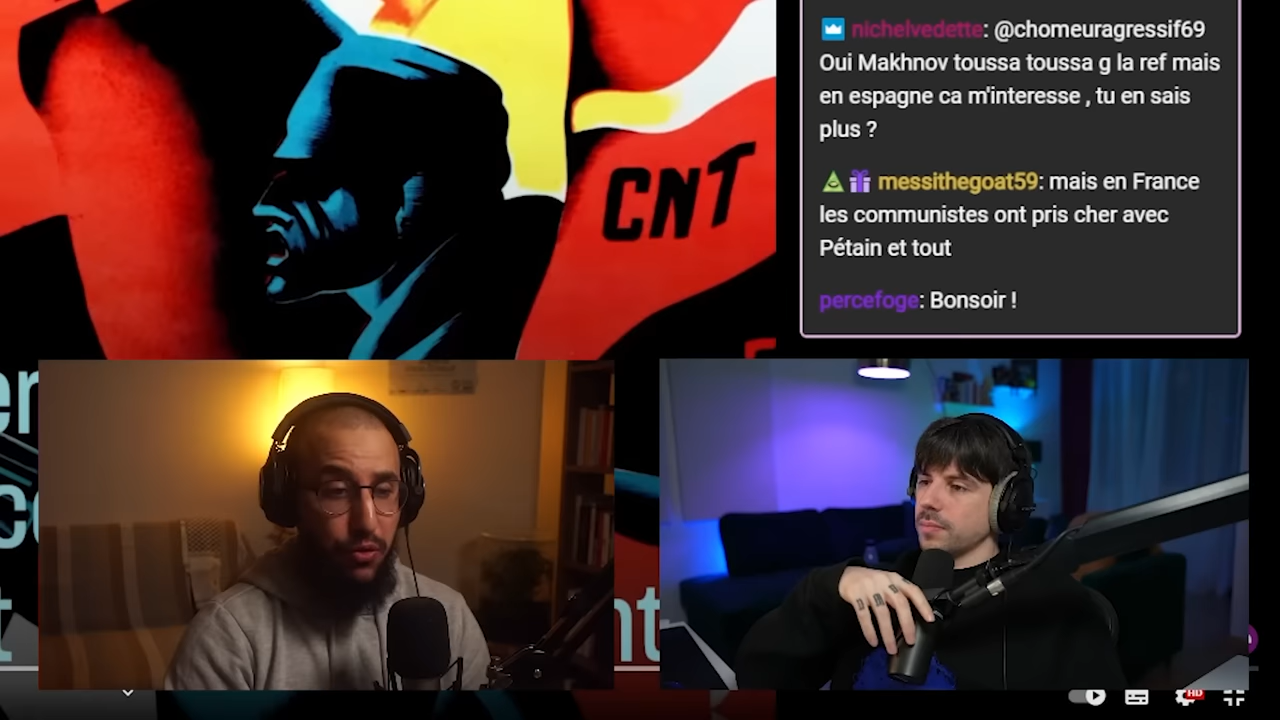 nichelvedette: @chomeuragressif69
Oui Makhnov toussa toussa g la ref mais
en espagne ca m'interesse , tu en sais
plus ?
messithegoat59: mais en France
les communistes ont pris cher avec
Pétain et tout
percefoge: Bonsoir !
CNT
HD